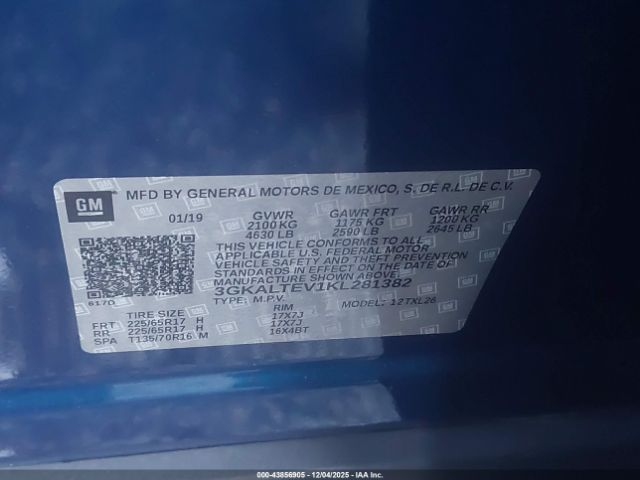 GM MFD BY GENERAL MOTORS DE MEXICO, S. DE R.L. DE C.V.
01/19 GVWR GAWR FRT GAWR RR
2100 KG 1175 KG 1200 KG
4630 LB 2590 LB 2645 LB
THIS VEHICLE CONFORMS TO ALL
APPLICABLE U.S. FEDERAL MOTOR
VEHICLE SAFETY AND THEFT PREVENTION
STANDARDS IN EFFECT ON THE DATE OF
MANUFACTURE SHOWN ABOVE.
3GKALTEV1KL281382
617D TYPE: M.P.V. MODEL: 12TXL26
TIRE SIZE RIM
FRT 225/65R17 H 17X7J
RR 225/65R17 H 17X7J
SPA T135/70R16 M 16X4BT
000-43856905 - 12/04/2025 - IAA Inc.